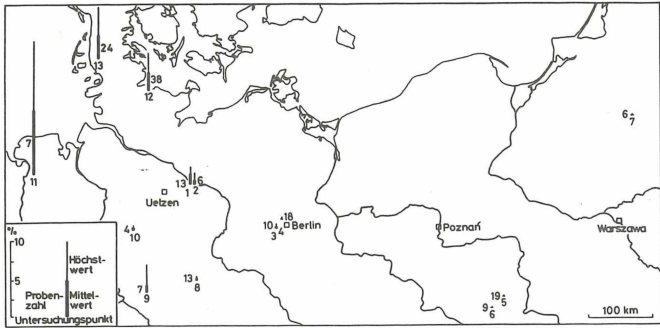 24
13
38
12
7
11
6
7
13 6
1 2
Uelzen
18
10 Berlin
3 4
Poznań
Warszawa
4
10
7
9
13
8
19
5
9
6
%
10
5
Höchst-
wert
Proben-
zahl
Mittel-
wert
Untersuchungspunkt
100 km